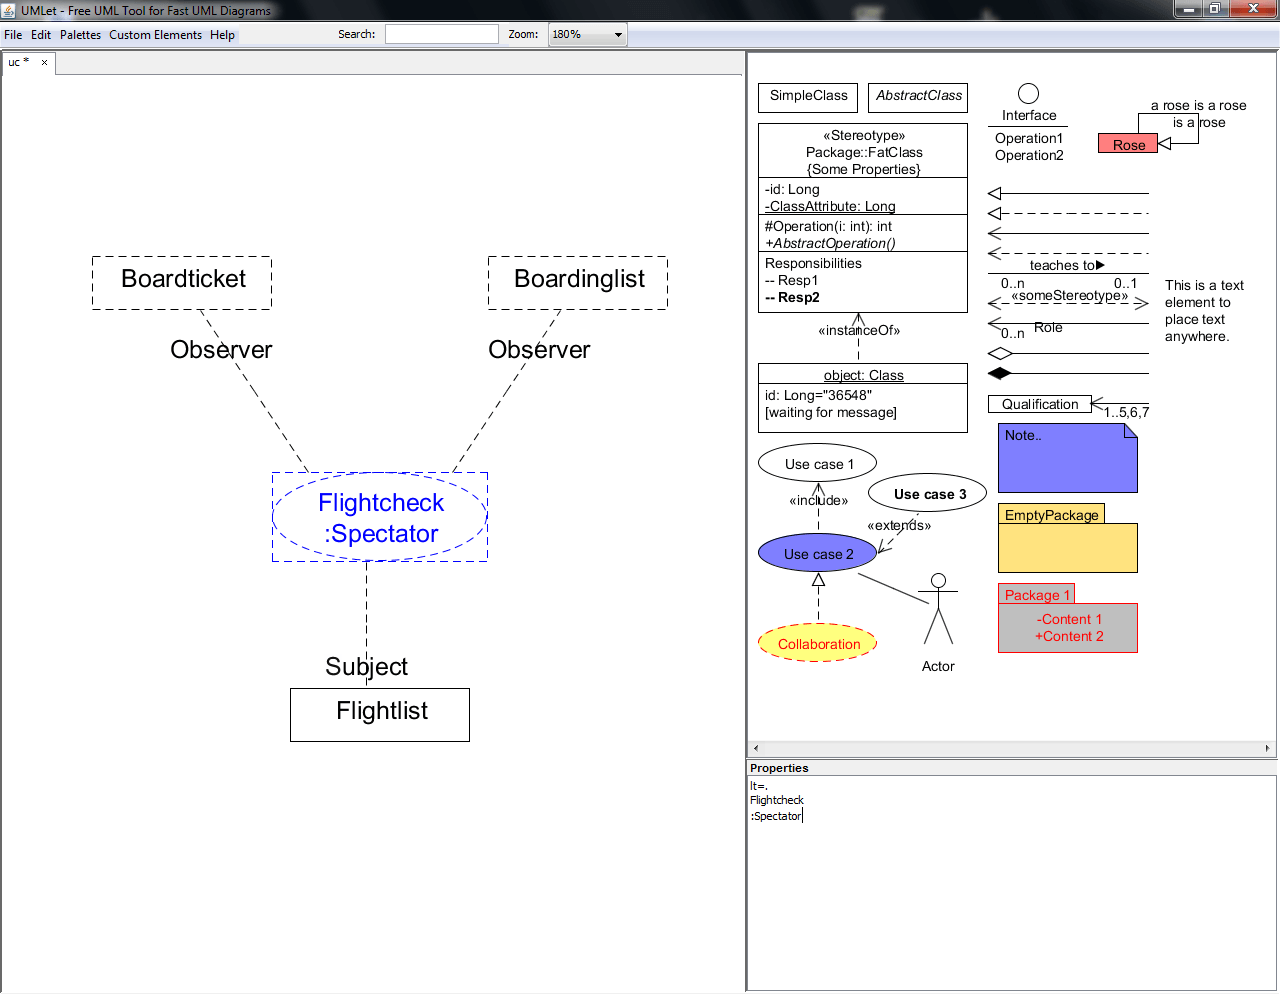 UMLet - Free UML Tool for Fast UML Diagrams
File Edit Palettes Custom Elements Help Search: Zoom: 180%
uc *
Boardticket
Boardinglist
Observer
Observer
Flightcheck
:Spectator
Subject
Flightlist
SimpleClass
AbstractClass
«Stereotype»
Package::FatClass
{Some Properties}
-id: Long
-ClassAttribute: Long
#Operation(i: int): int
+AbstractOperation()
Responsibilities
-- Resp1
-- Resp2
«instanceOf»
object: Class
id: Long="36548"
[waiting for message]
Use case 1
«include»
Use case 3
«extends»
Use case 2
Collaboration
Actor
Interface
Operation1
Operation2
a rose is a rose
is a rose
Rose
teaches to
0..n 0..1
«someStereotype»
0..n Role
This is a text
element to
place text
anywhere.
Qualification
1..5,6,7
Note..
EmptyPackage
Package 1
-Content 1
+Content 2
Properties
lt=.
Flightcheck
:Spectator